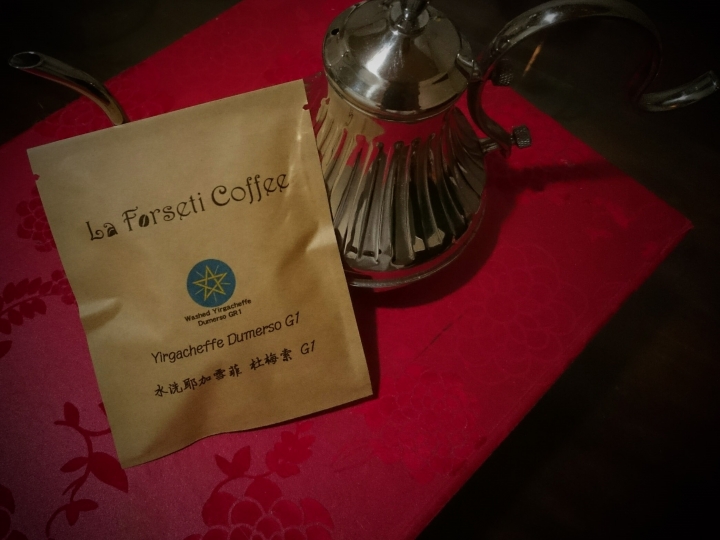 La Forseti Coffee
Washed Yirgacheffe
Dumerso GR1
Yirgacheffe Dumerso G1
水洗耶加雪菲 杜梅索 G1